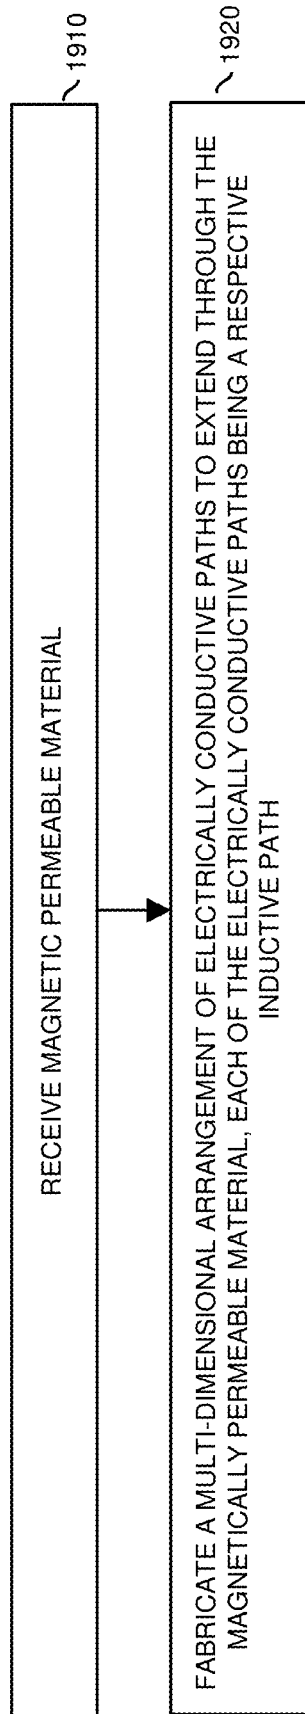 RECEIVE MAGNETIC PERMEABLE MATERIAL
1910
FABRICATE A MULTI-DIMENSIONAL ARRANGEMENT OF ELECTRICALLY CONDUCTIVE PATHS TO EXTEND THROUGH THE
MAGNETICALLY PERMEABLE MATERIAL, EACH OF THE ELECTRICALLY CONDUCTIVE PATHS BEING A RESPECTIVE
INDUCTIVE PATH
1920